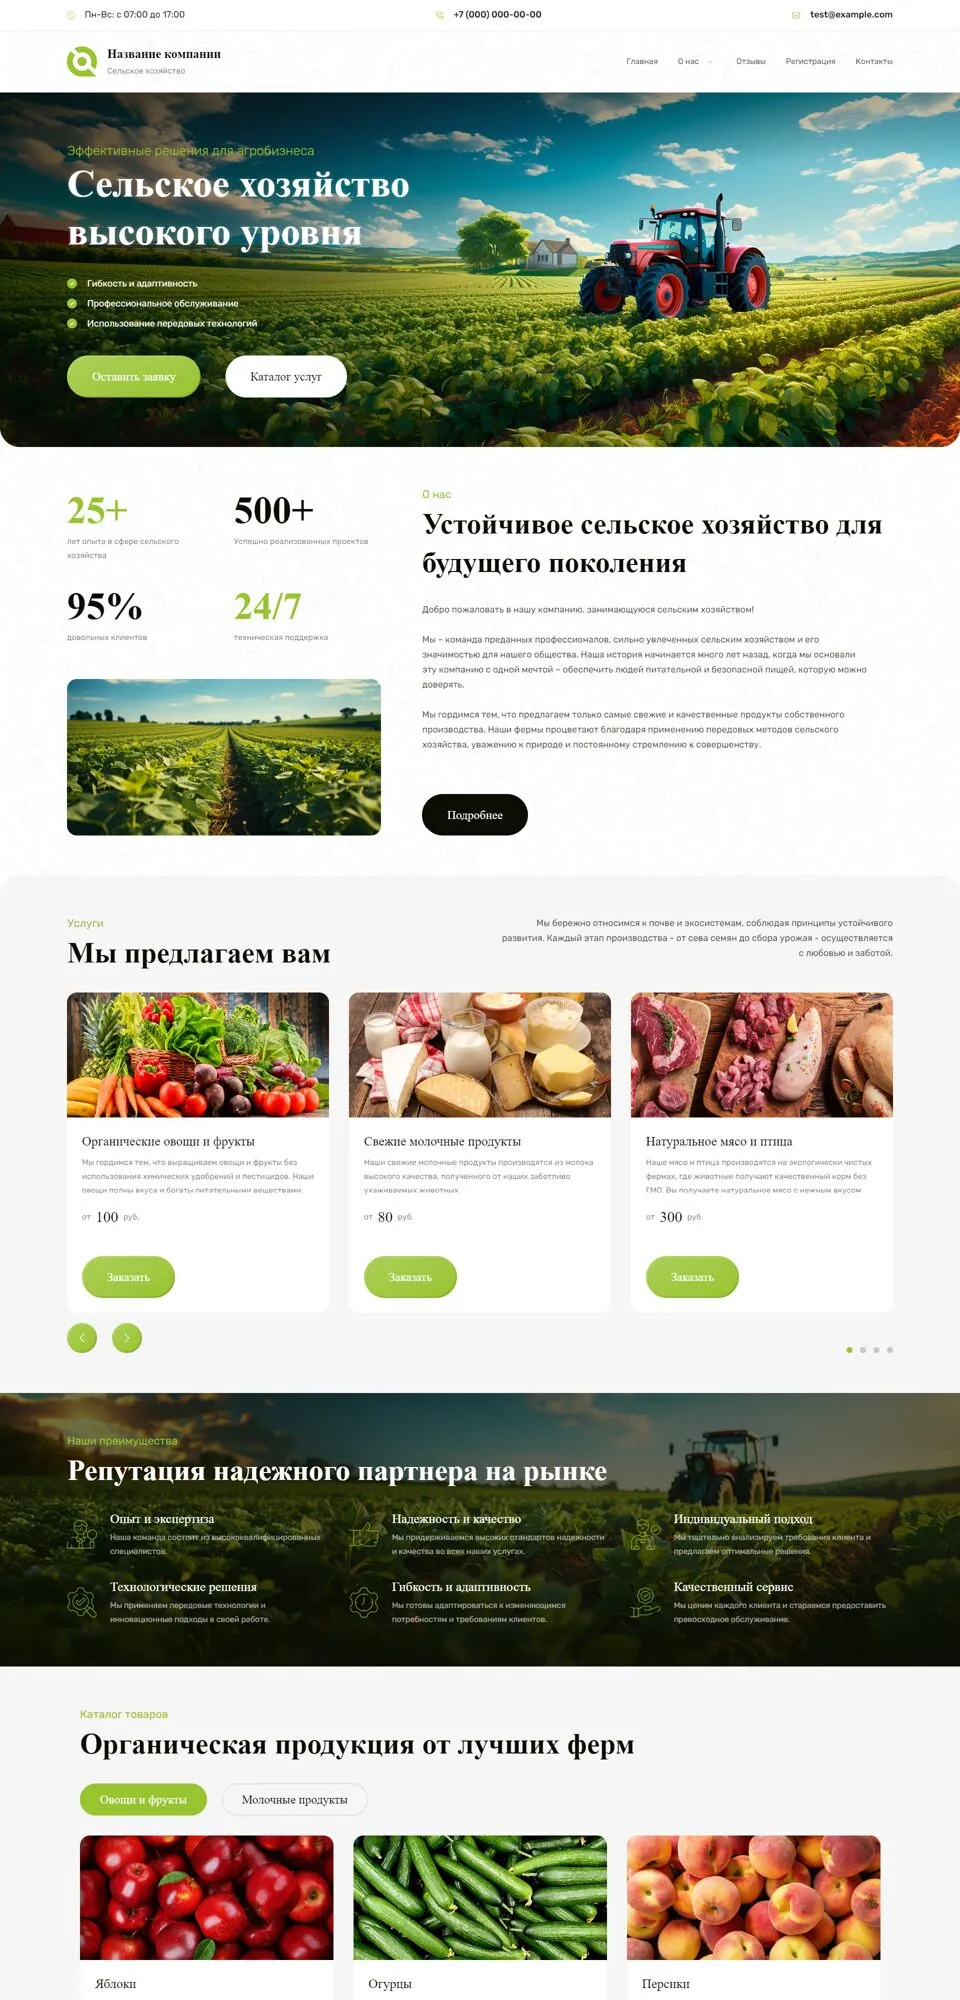 Пн-Вс: с 07:00 до 17:00
+7 (000) 000-00-00
test@example.com
Название компании
Сельское хозяйство
Главная
О нас
Отзывы
Регистрация
Контакты
Эффективные решения для агробизнеса
Сельское хозяйство
высокого уровня
Гибкость и адаптивность
Профессиональное обслуживание
Использование передовых технологий
Оставить заявку
Каталог услуг
25+
лет опыта в сфере сельского
хозяйства
500+
Успешно реализованных проектов
95%
довольных клиентов
24/7
техническая поддержка
О нас
Устойчивое сельское хозяйство для
будущего поколения
Добро пожаловать в нашу компанию, занимающуюся сельским хозяйством!
Мы – команда преданных профессионалов, сильно увлеченных сельским хозяйством и его
значимостью для нашего общества. Наша история начинается много лет назад, когда мы основали
эту компанию с одной мечтой – обеспечить людей питательной и безопасной пищей, которую можно
доверять.
Мы гордимся тем, что предлагаем только самые свежие и качественные продукты собственного
производства. Наши фермы процветают благодаря применению передовых методов сельского
хозяйства, уважению к природе и постоянному стремлению к совершенству.
Подробнее
Услуги
Мы предлагаем вам
Мы бережно относимся к почве и экосистемам, соблюдая принципы устойчивого
развития. Каждый этап производства - от сева семян до сбора урожая - осуществляется
с любовью и заботой.
Органические овощи и фрукты
Мы гордимся тем, что выращиваем овощи и фрукты без
использования химических удобрений и пестицидов. Наши
овощи полны вкуса и богаты питательными веществами
от 100 руб.
Заказать
Свежие молочные продукты
Наши свежие молочные продукты производятся из молока
высокого качества, полученного от наших заботливо
ухаживаемых животных.
от 80 руб.
Заказать
Натуральное мясо и птица
Наше мясо и птица производятся на экологически чистых
фермах, где животные получают качественный корм без
ГМО. Вы получаете натуральное мясо с нежным вкусом
от 300 руб.
Заказать
Наши преимущества
Репутация надежного партнера на рынке
Опыт и экспертиза
Наша команда состоит из высококвалифицированных
специалистов.
Надежность и качество
Мы придерживаемся высоких стандартов надежности
и качества во всех наших услугах.
Индивидуальный подход
Мы тщательно анализируем требования клиента и
предлагаем оптимальные решения.
Технологические решения
Мы применяем передовые технологии и
инновационные подходы в своей работе.
Гибкость и адаптивность
Мы готовы адаптироваться к изменяющимся
потребностям и требованиям клиентов.
Качественный сервис
Мы ценим каждого клиента и стараемся предоставить
превосходное обслуживание.
Каталог товаров
Органическая продукция от лучших ферм
Овощи и фрукты
Молочные продукты
Яблоки
Огурцы
Персики